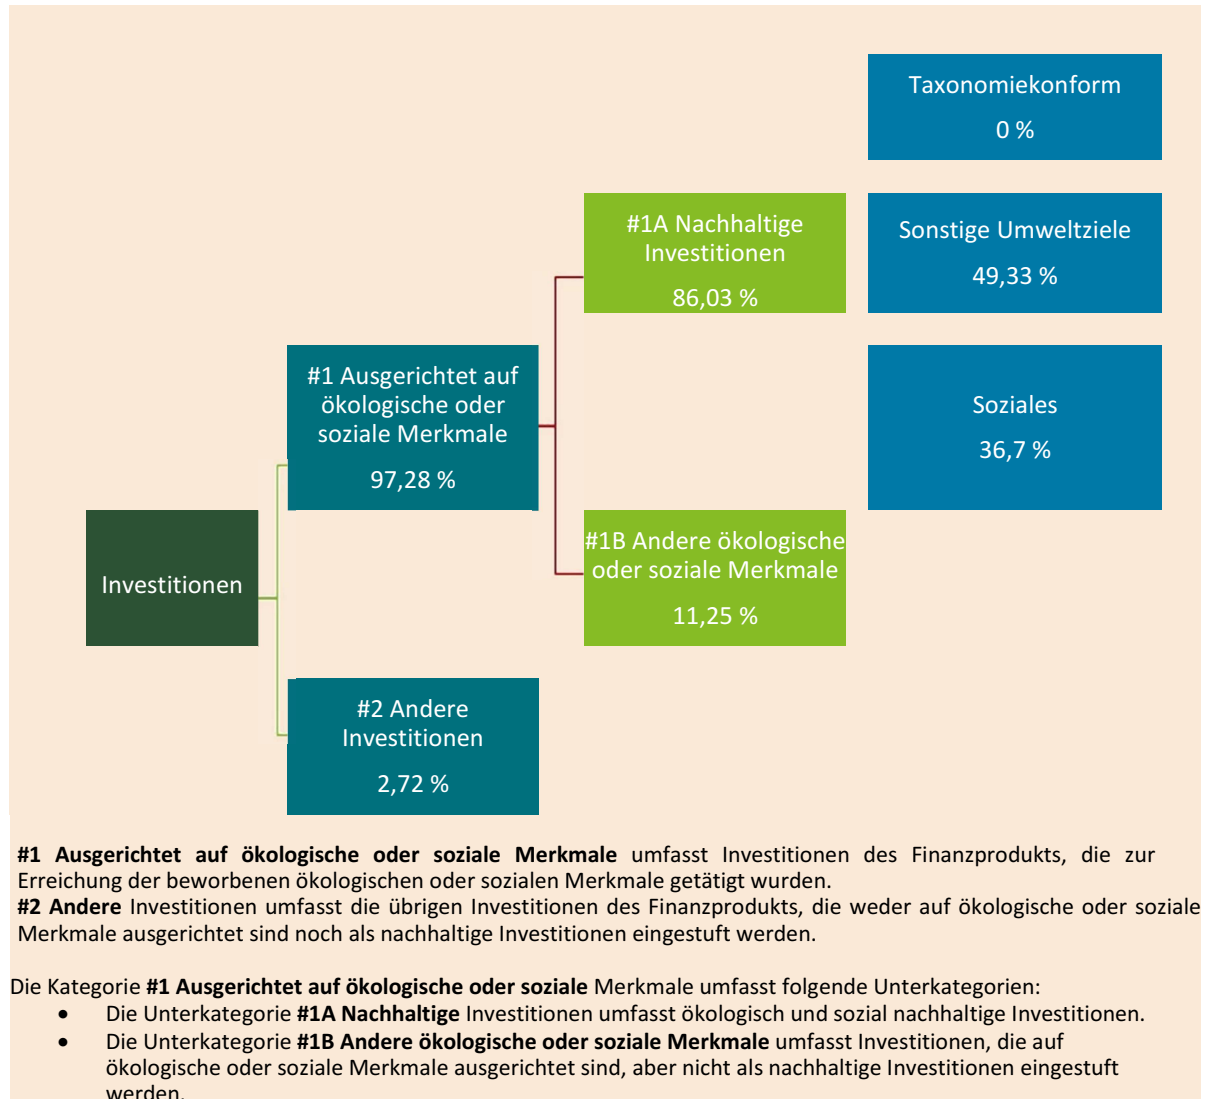 Taxonomiekonform
0 %
#1A Nachhaltige
Investitionen
86,03 %
Sonstige Umweltziele
49,33 %
#1 Ausgerichtet auf
ökologische oder
soziale Merkmale
97,28 %
Soziales
36,7 %
Investitionen
#1B Andere ökologische
oder soziale Merkmale
11,25 %
#2 Andere
Investitionen
2,72 %
#1 Ausgerichtet auf ökologische oder soziale Merkmale umfasst Investitionen des Finanzprodukts, die zur
Erreichung der beworbenen ökologischen oder sozialen Merkmale getätigt wurden.
#2 Andere Investitionen umfasst die übrigen Investitionen des Finanzprodukts, die weder auf ökologische oder soziale
Merkmale ausgerichtet sind noch als nachhaltige Investitionen eingestuft werden.
Die Kategorie #1 Ausgerichtet auf ökologische oder soziale Merkmale umfasst folgende Unterkategorien:
• Die Unterkategorie #1A Nachhaltige Investitionen umfasst ökologisch und sozial nachhaltige Investitionen.
• Die Unterkategorie #1B Andere ökologische oder soziale Merkmale umfasst Investitionen, die auf
ökologische oder soziale Merkmale ausgerichtet sind, aber nicht als nachhaltige Investitionen eingestuft
werden.